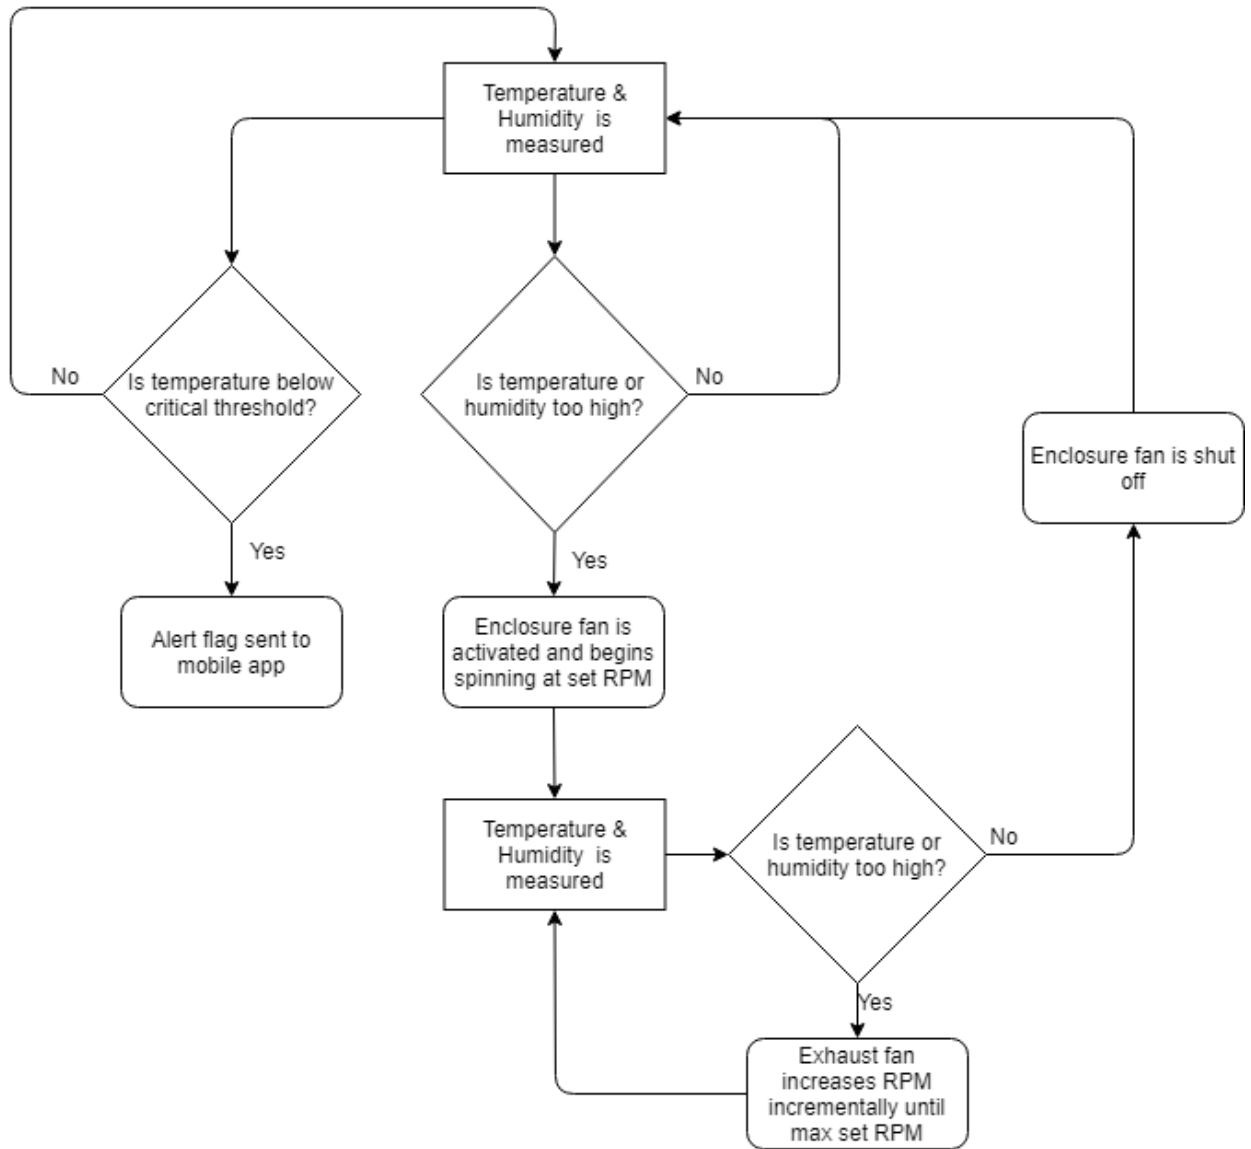 Temperature &
Humidity is
measured
No
Is temperature below
critical threshold?
Is temperature or
humidity too high?
No
Enclosure fan is shut
off
Yes
Yes
Alert flag sent to
mobile app
Enclosure fan is
activated and begins
spinning at set RPM
Temperature &
Humidity is
measured
Is temperature or
humidity too high?
No
Yes
Exhaust fan
increases RPM
incrementally until
max set RPM